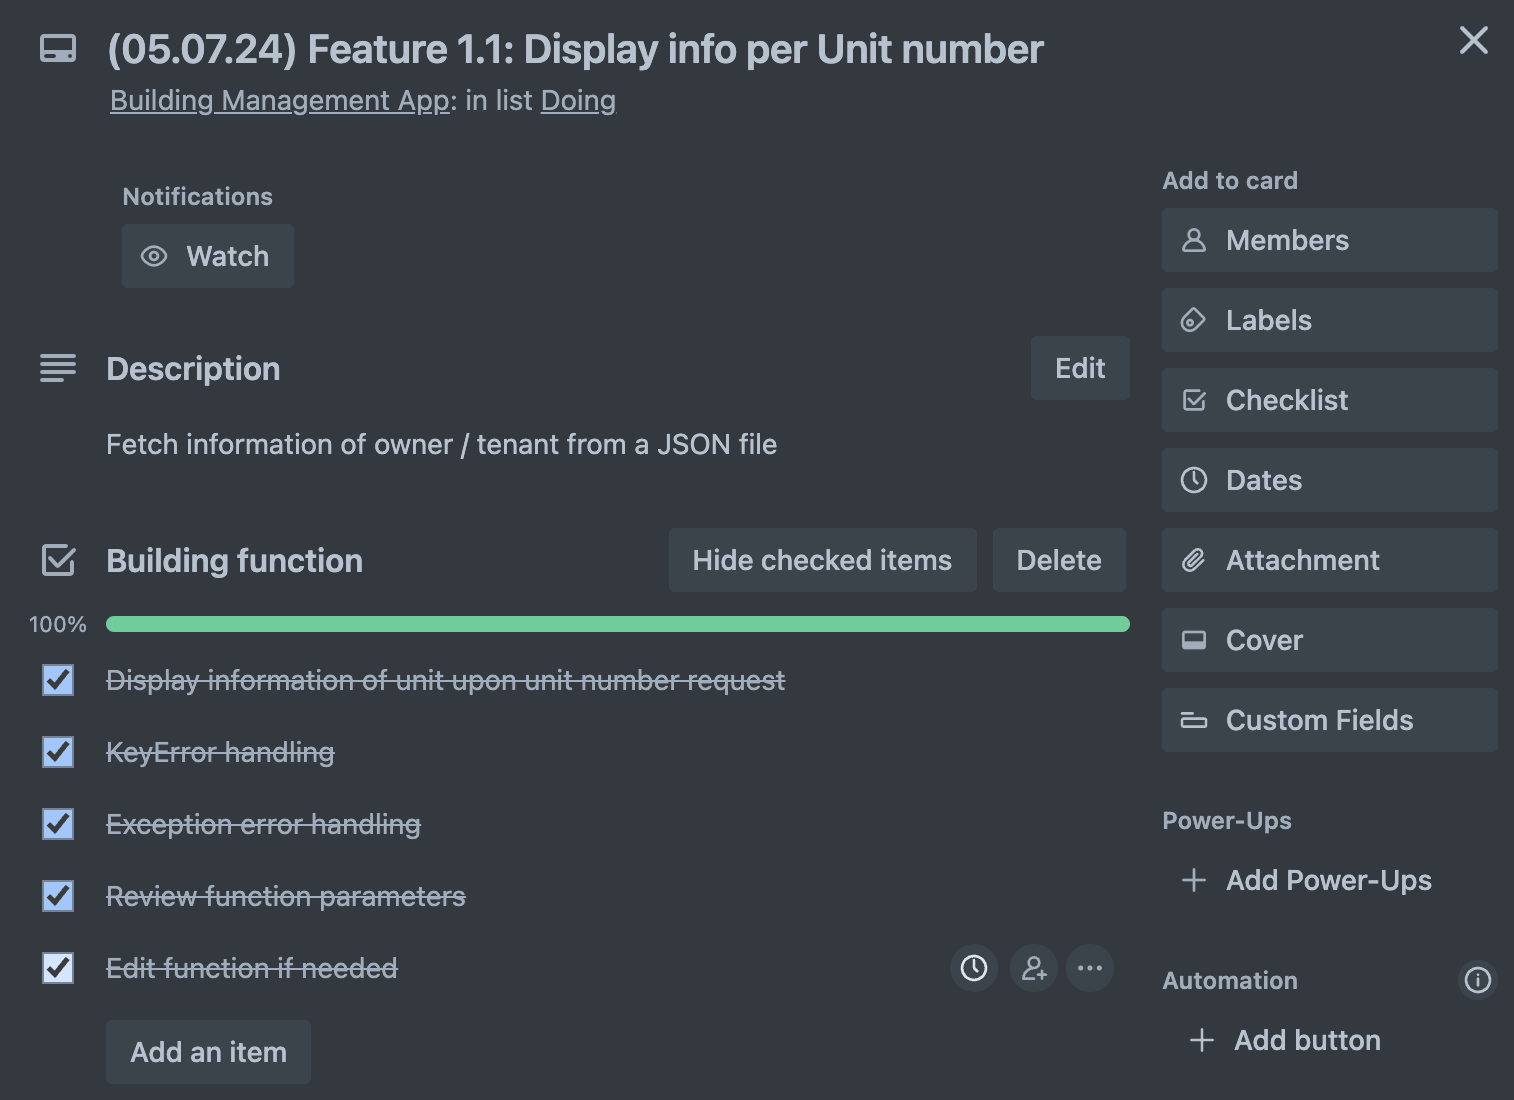 (05.07.24) Feature 1.1: Display info per Unit number
Building Management App: in list Doing
Notifications
Watch
Description
Edit
Fetch information of owner / tenant from a JSON file
Building function
Hide checked items
Delete
100%
Display information of unit upon unit number request
KeyError handling
Exception error handling
Review function parameters
Edit function if needed
Add an item
Add to card
Members
Labels
Checklist
Dates
Attachment
Cover
Custom Fields
Power-Ups
Add Power-Ups
Automation
Add button